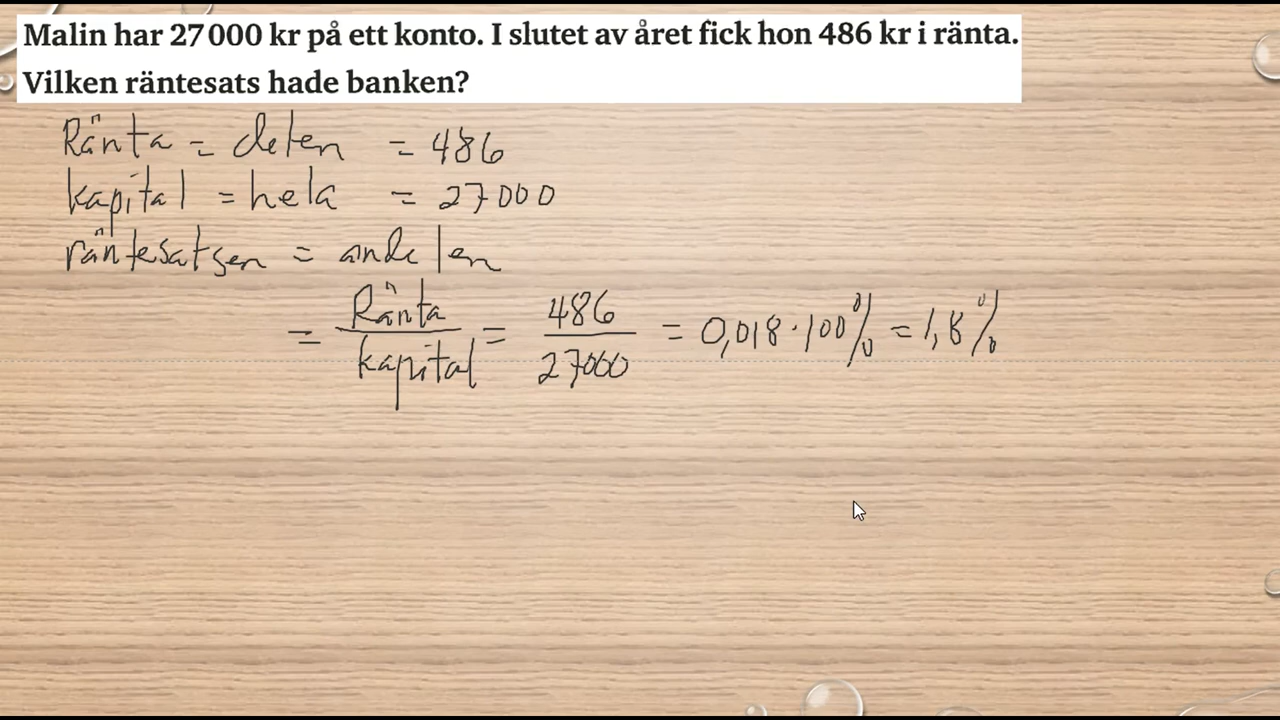 Malin har 27 000 kr på ett konto. I slutet av året fick hon 486 kr i ränta.
Vilken räntesats hade banken?
Ränta = delen = 486
kapital = hela = 27000
räntesatsen = andelen
= Ränta / kapital = 486 / 27000 = 0,018 · 100% = 1,8%